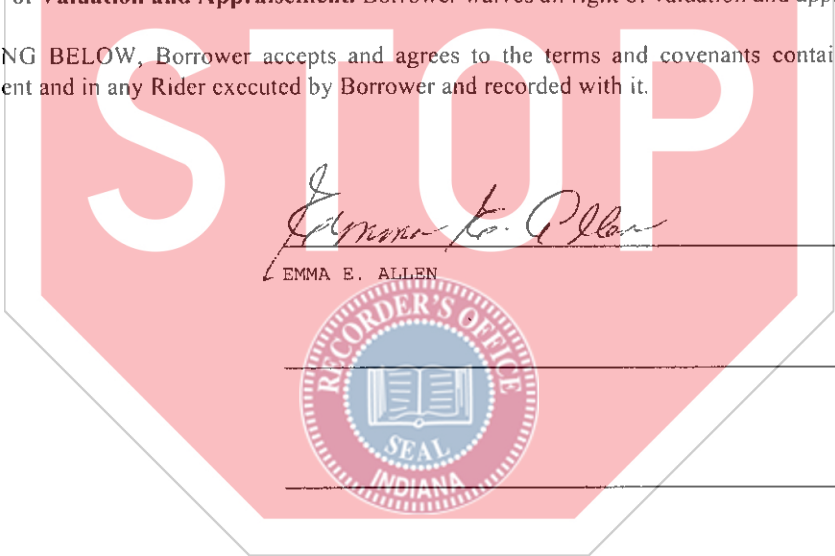 of Valuation and Appraisement. Borrower waives all right of valuation and
NG BELOW, Borrower accepts and agrees to the terms and covenants contai
ent and in any Rider executed by Borrower and recorded with it.
STOP
Emma E. Allen
EMMA E. ALLEN
RECORDER'S OFFICE
SEAL
INDIANA